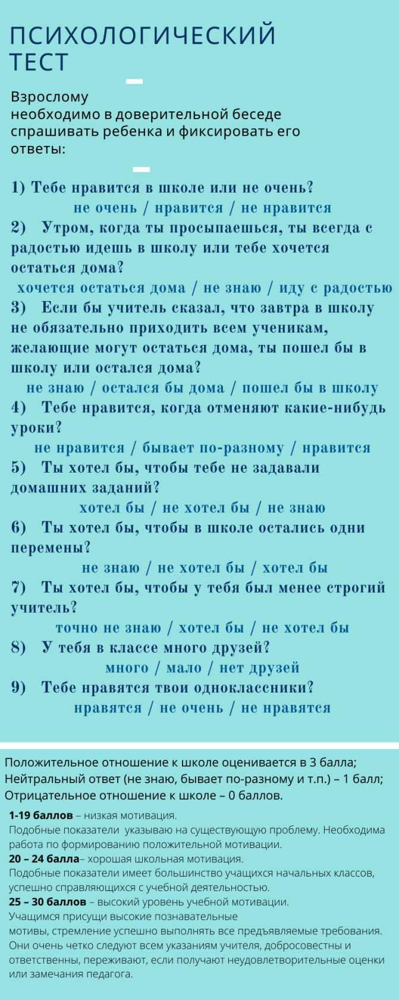 ПСИХОЛОГИЧЕСКИЙ
ТЕСТ
Взрослому
необходимо в доверительной беседе
спрашивать ребенка и фиксировать его
ответы:
1) Тебе нравится в школе или не очень?
не очень / нравится / не нравится
2) Утром, когда ты просыпаешься, ты всегда с
радостью идешь в школу или тебе хочется
остаться дома?
хочется остаться дома / не знаю / иду с радостью
3) Если бы учитель сказал, что завтра в школу
не обязательно приходить всем ученикам,
желающие могут остаться дома, ты пошел бы в
школу или остался дома?
не знаю / остался бы дома / пошел бы в школу
4) Тебе нравится, когда отменяют какие-нибудь
уроки?
не нравится / бывает по-разному / нравится
5) Ты хотел бы, чтобы тебе не задавали
домашних заданий?
хотел бы / не хотел бы / не знаю
6) Ты хотел бы, чтобы в школе остались одни
перемены?
не знаю / не хотел бы / хотел бы
7) Ты хотел бы, чтобы у тебя был менее строгий
учитель?
точно не знаю / хотел бы / не хотел бы
8) У тебя в классе много друзей?
много / мало / нет друзей
9) Тебе нравятся твои одноклассники?
нравятся / не очень / не нравятся
Положительное отношение к школе оценивается в 3 балла;
Нейтральный ответ (не знаю, бывает по-разному и т.п.) – 1 балл;
Отрицательное отношение к школе – 0 баллов.
1-19 баллов – низкая мотивация.
Подобные показатели указываю на существующую проблему. Необходима
работа по формированию положительной мотивации.
20 – 24 балла– хорошая школьная мотивация.
Подобные показатели имеет большинство учащихся начальных классов,
успешно справляющихся с учебной деятельностью.
25 – 30 баллов – высокий уровень учебной мотивации.
Учащимся присущи высокие познавательные
мотивы, стремление успешно выполнять все предъявляемые требования.
Они очень четко следуют всем указаниям учителя, добросовестны и
ответственны, переживают, если получают неудовлетворительные оценки
или замечания педагога.